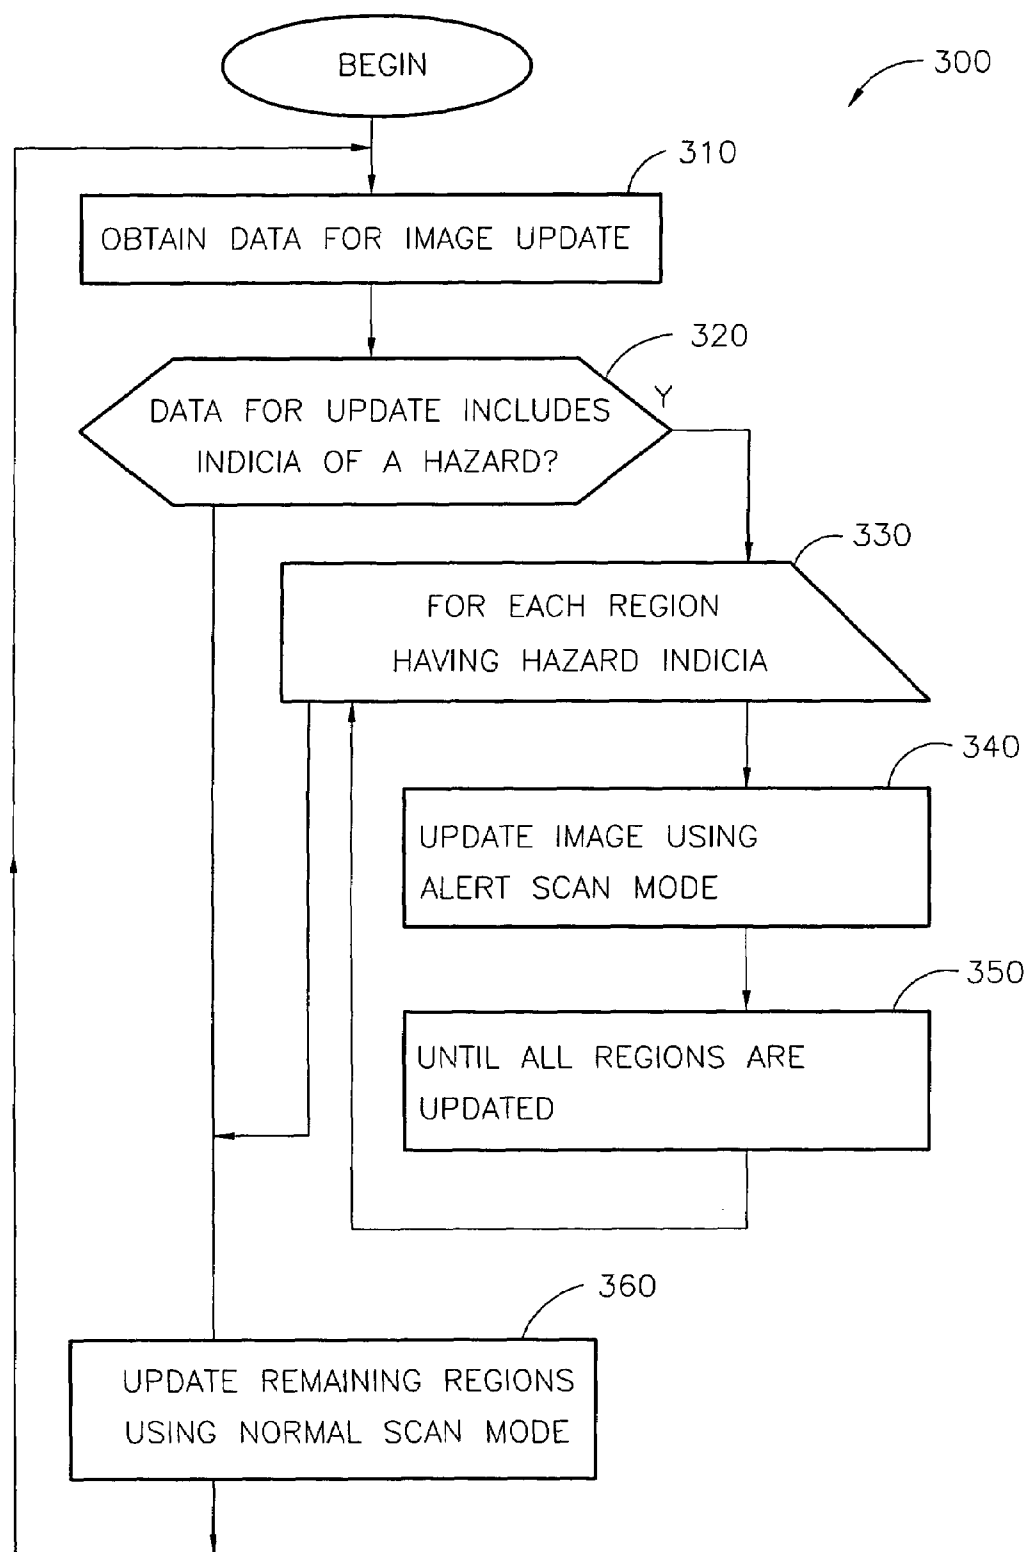 BEGIN
300
310
OBTAIN DATA FOR IMAGE UPDATE
320
Y
DATA FOR UPDATE INCLUDES
INDICIA OF A HAZARD?
330
FOR EACH REGION
HAVING HAZARD INDICIA
340
UPDATE IMAGE USING
ALERT SCAN MODE
350
UNTIL ALL REGIONS ARE
UPDATED
360
UPDATE REMAINING REGIONS
USING NORMAL SCAN MODE